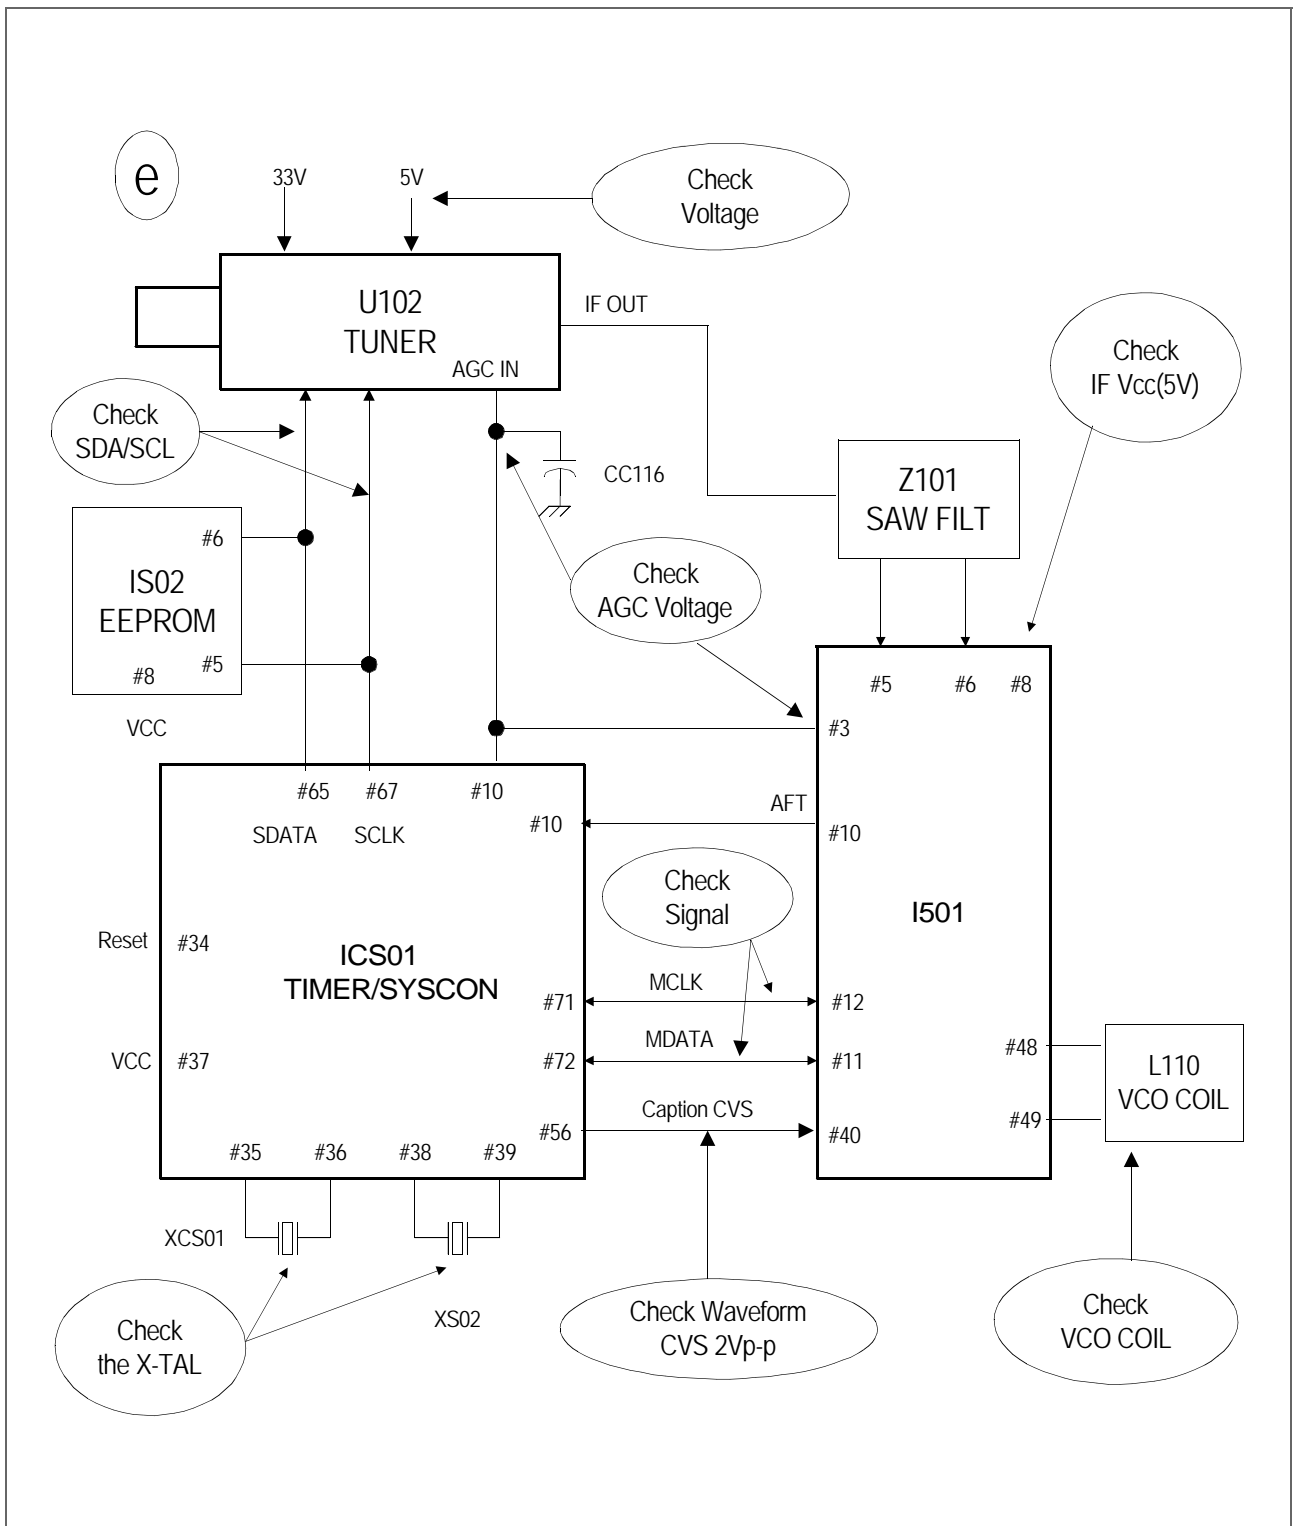 e
33V
5V
Check
Voltage
U102
TUNER
IF OUT
AGC IN
Check
IF Vcc(5V)
Check
SDA/SCL
CC116
Z101
SAW FILT
#6
IS02
EEPROM
#5
#8
VCC
Check
AGC Voltage
#5
#6
#8
#3
#65
#67
#10
SDATA
SCLK
#10
AFT
#10
Check
Signal
I501
Reset
#34
ICS01
TIMER/SYSCON
#71
MCLK
#12
VCC
#37
#72
MDATA
#11
#48
L110
VCO COIL
#49
#56
Caption CVS
#40
#35
#36
#38
#39
XCS01
XS02
Check
the X-TAL
Check Waveform
CVS 2Vp-p
Check
VCO COIL